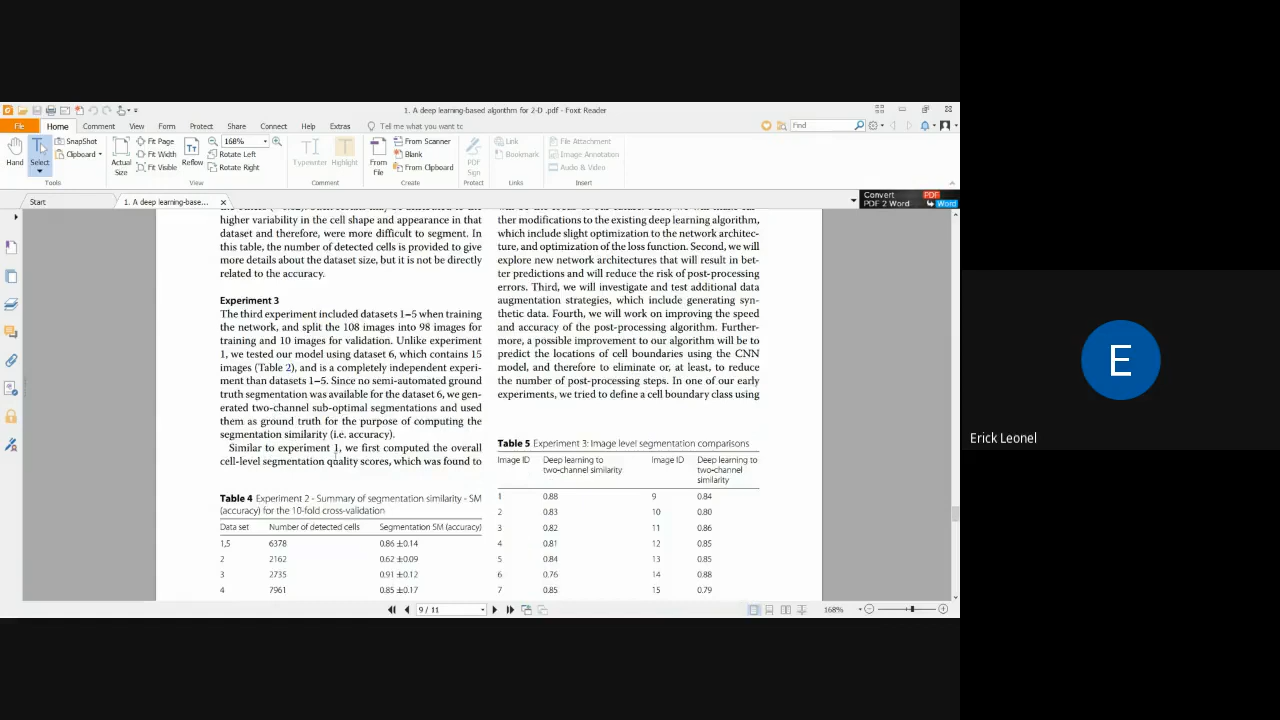 1. A deep learning-based algorithm for 2-D .pdf - Foxit Reader
File Home Comment View Form Protect Share Connect Help Extras Tell me what you want to
Find
Hand
Select
SnapShot
Clipboard
Tools
Actual Size
Fit Page
Fit Width
Fit Visible
Reflow
168%
Rotate Left
Rotate Right
View
Typewriter
Highlight
Comment
From File
From Scanner
Blank
From Clipboard
Create
PDF Sign
Protect
Link
Bookmark
Links
File Attachment
Image Annotation
Audio & Video
Insert
Start
1. A deep learning-base...
Convert PDF
PDF 2 Word Word
higher variability in the cell shape and appearance in that
dataset and therefore, were more difficult to segment. In
this table, the number of detected cells is provided to give
more details about the dataset size, but it is not be directly
related to the accuracy.
Experiment 3
The third experiment included datasets 1–5 when training
the network, and split the 108 images into 98 images for
training and 10 images for validation. Unlike experiment
1, we tested our model using dataset 6, which contains 15
images (Table 2), and is a completely independent experi-
ment than datasets 1–5. Since no semi-automated ground
truth segmentation was available for the dataset 6, we gen-
erated two-channel sub-optimal segmentations and used
them as ground truth for the purpose of computing the
segmentation similarity (i.e. accuracy).
Similar to experiment 1, we first computed the overall
cell-level segmentation quality scores, which was found to
Table 4 Experiment 2 - Summary of segmentation similarity - SM
(accuracy) for the 10-fold cross-validation
Data set Number of detected cells Segmentation SM (accuracy)
1,5 6378 0.86 ±0.14
2 2162 0.62 ±0.09
3 2735 0.91 ±0.12
4 7961 0.85 ±0.17
ther modifications to the existing deep learning algorithm,
which include slight optimization to the network architec-
ture, and optimization of the loss function. Second, we will
explore new network architectures that will result in bet-
ter predictions and will reduce the risk of post-processing
errors. Third, we will investigate and test additional data
augmentation strategies, which include generating syn-
thetic data. Fourth, we will work on improving the speed
and accuracy of the post-processing algorithm. Further-
more, a possible improvement to our algorithm will be to
predict the locations of cell boundaries using the CNN
model, and therefore to eliminate or, at least, to reduce
the number of post-processing steps. In one of our early
experiments, we tried to define a cell boundary class using
Table 5 Experiment 3: Image level segmentation comparisons
Image ID Deep learning to Image ID Deep learning to
two-channel similarity two-channel
similarity
1 0.88 9 0.84
2 0.83 10 0.80
3 0.82 11 0.86
4 0.81 12 0.85
5 0.84 13 0.85
6 0.76 14 0.88
7 0.85 15 0.79
9 / 11
168%
E
Erick Leonel